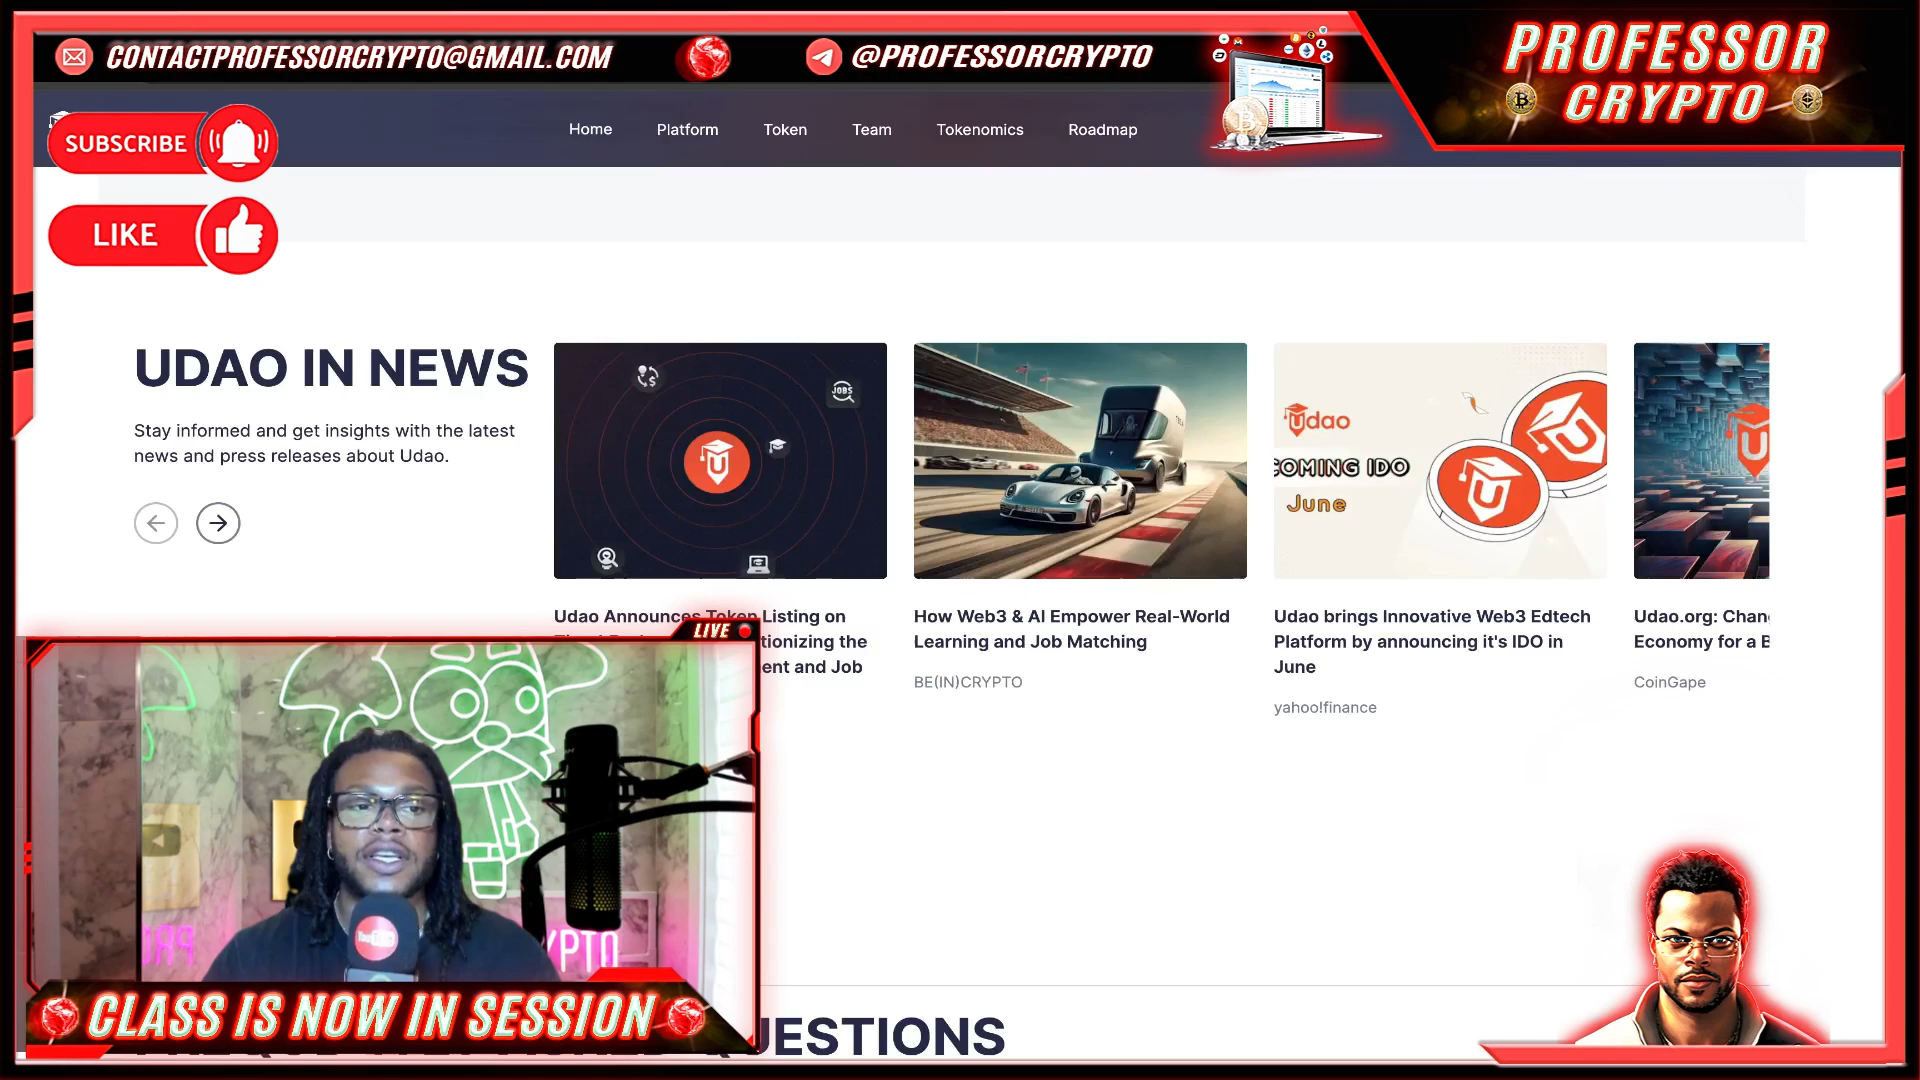 CONTACTPROFESSORCRYPTO@GMAIL.COM
@PROFESSORCRYPTO
PROFESSOR
CRYPTO
SUBSCRIBE
LIKE
Home
Platform
Token
Team
Tokenomics
Roadmap
UDAO IN NEWS
Stay informed and get insights with the latest
news and press releases about Udao.
JOBS
Udao Announces Token Listing on
tionizing the
ent and Job
How Web3 & AI Empower Real-World
Learning and Job Matching
BE(IN)CRYPTO
Udao
COMING IDO
June
Udao brings Innovative Web3 Edtech
Platform by announcing it's IDO in
June
yahoo!finance
Udao.org: Chan
Economy for a B
CoinGape
LIVE
YPTO
CLASS IS NOW IN SESSION
QUESTIONS